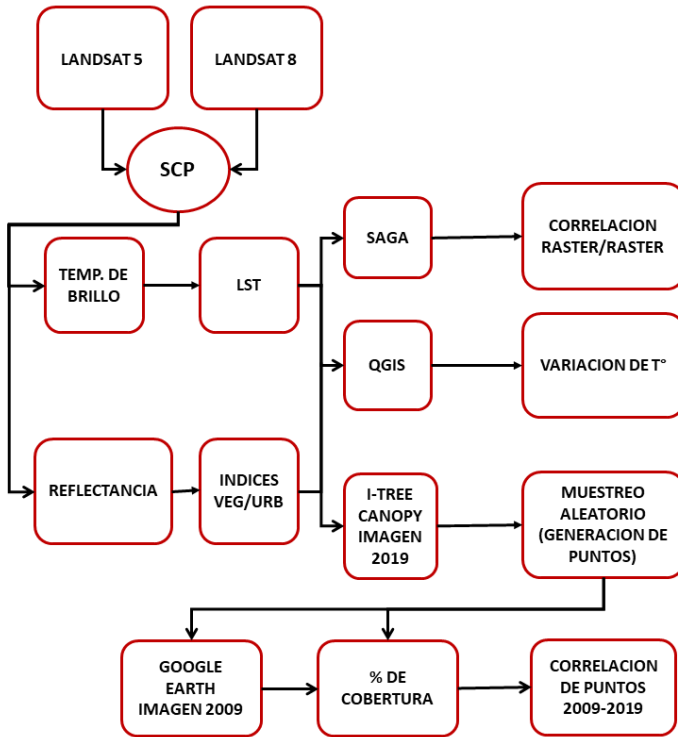 LANDSAT 5
LANDSAT 8
SCP
TEMP. DE
BRILLO
LST
SAGA
CORRELACION
RASTER/RASTER
QGIS
VARIACION DE T°
REFLECTANCIA
INDICES
VEG/URB
I-TREE
CANOPY
IMAGEN
2019
MUESTREO
ALEATORIO
(GENERACION DE
PUNTOS)
GOOGLE
EARTH
IMAGEN 2009
% DE
COBERTURA
CORRELACION
DE PUNTOS
2009-2019